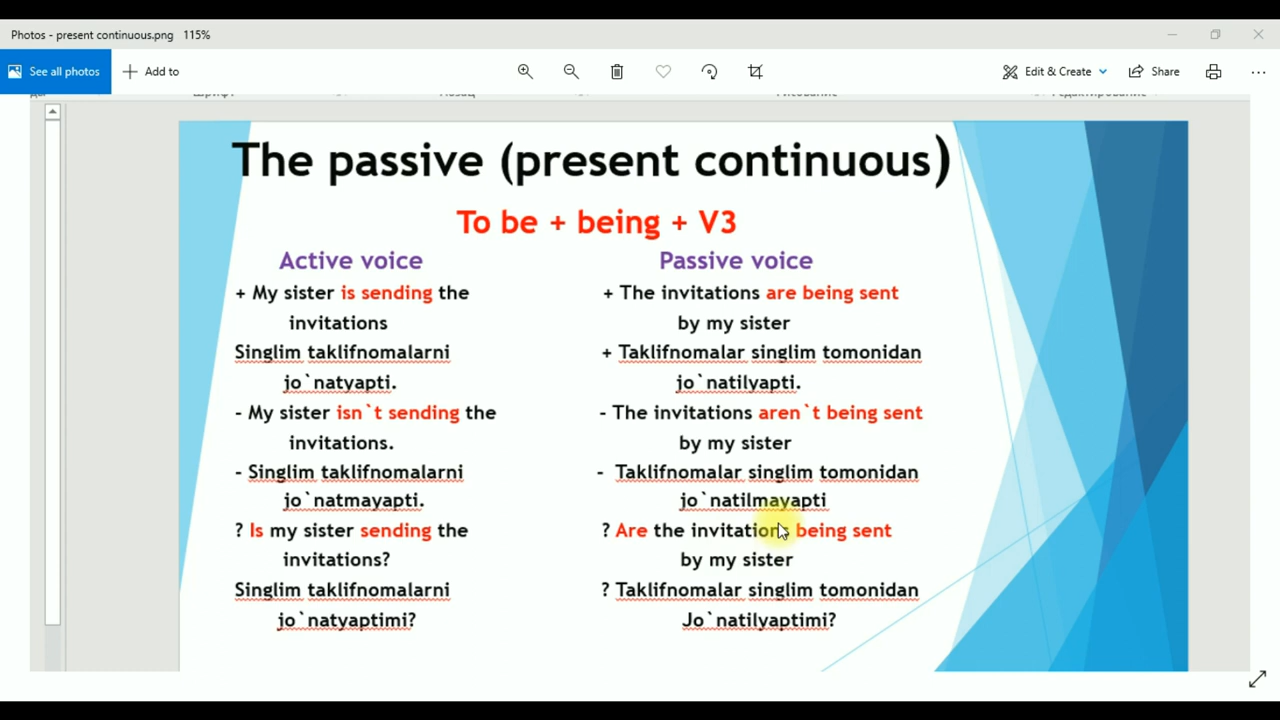 Photos - present continuous.png 115%
See all photos
Add to
Edit & Create
Share
The passive (present continuous)
To be + being + V3
Active voice
+ My sister is sending the
invitations
Singlim taklifnomalarni
jo`natyapti.
- My sister isn`t sending the
invitations.
- Singlim taklifnomalarni
jo`natmayapti.
? Is my sister sending the
invitations?
Singlim taklifnomalarni
jo`natyaptimi?
Passive voice
+ The invitations are being sent
by my sister
+ Taklifnomalar singlim tomonidan
jo`natilyapti.
- The invitations aren`t being sent
by my sister
- Taklifnomalar singlim tomonidan
jo`natilmayapti
? Are the invitations being sent
by my sister
? Taklifnomalar singlim tomonidan
Jo`natilyaptimi?